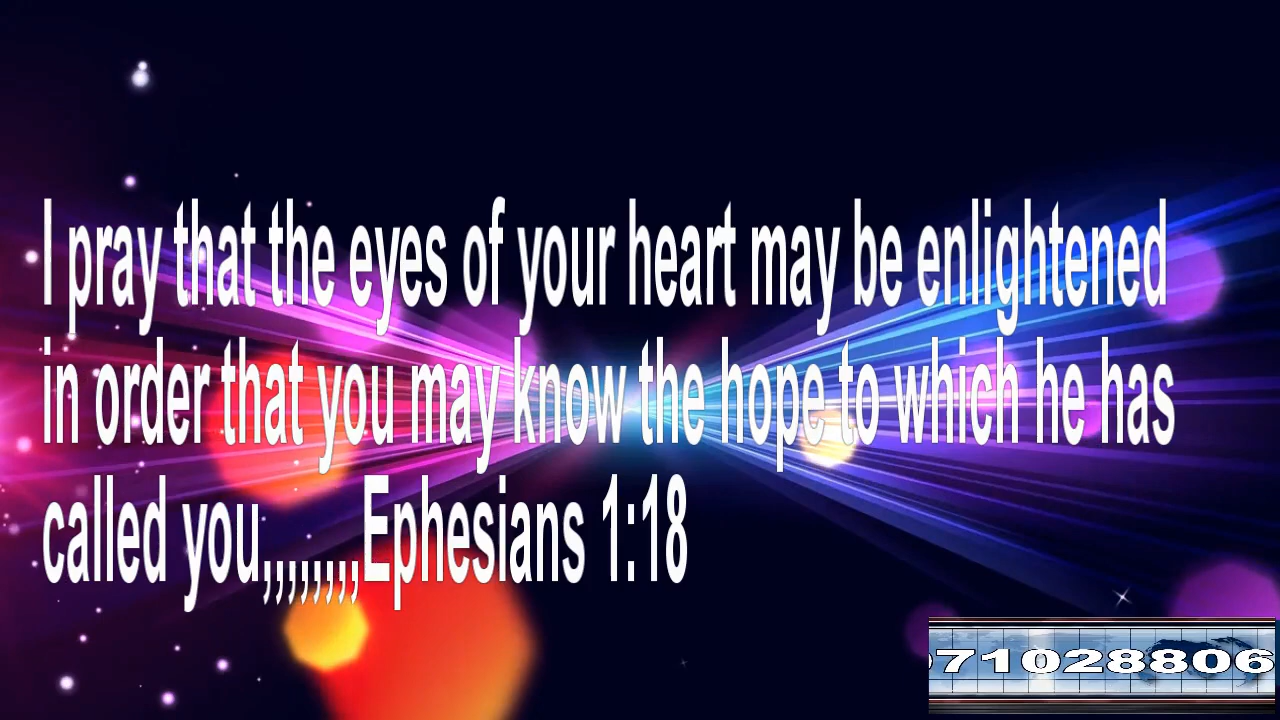 I pray that the eyes of your heart may be enlightened
in order that you may know the hope to which he has
called you,,,,,,,,Ephesians 1:18
71028806